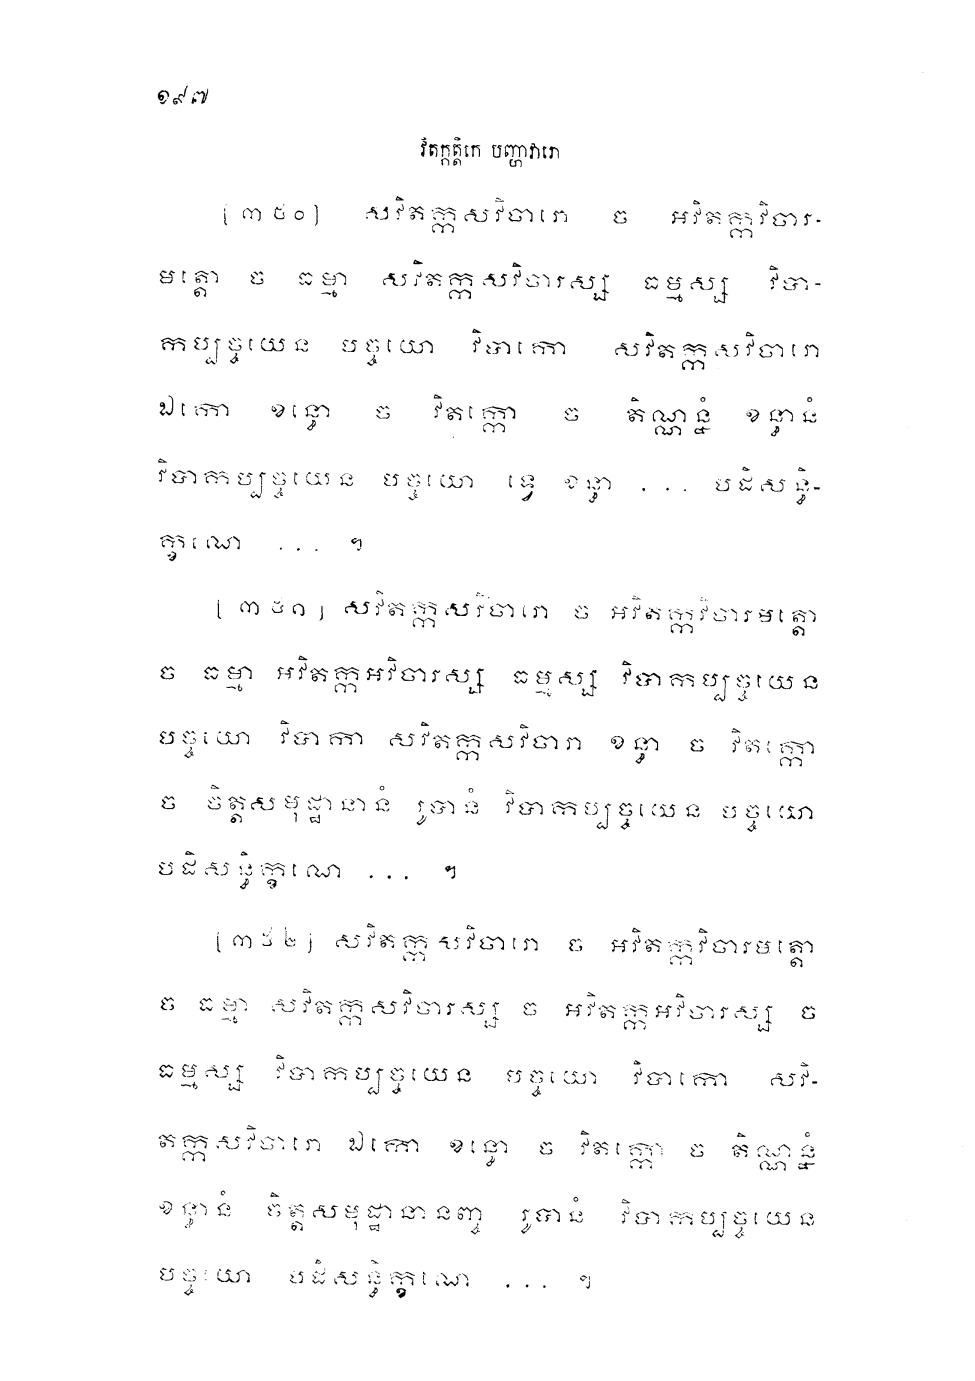 ១៩៧
វិតក្កត្តិកេ បញ្ហាវារោ
[៣៥០] សវិតក្កសវិចារោ ច អវិតក្កវិចារ-
មត្តោ ច ធម្មា សវិតក្កសវិចារស្ស ធម្មស្ស វិបា-
កប្បច្ចយេន បច្ចយោ វិបាកោ សវិតក្កសវិចារោ
ឯកោ ខន្ធោ ច វិតក្កោ ច តិណ្ណន្នំ ខន្ធានំ
វិបាកប្បច្ចយេន បច្ចយោ ទ្វេ ខន្ធា ... បដិសន្ធិ-
ក្ខណេ ... ។
[៣៥១] សវិតក្កសវិចារោ ច អវិតក្កវិចារមត្តោ
ច ធម្មា អវិតក្កអវិចារស្ស ធម្មស្ស វិបាកប្បច្ចយេន
បច្ចយោ វិបាកា សវិតក្កសវិចារា ខន្ធា ច វិតក្កោ
ច ចិត្តសមុដ្ឋានានំ រូបានំ វិបាកប្បច្ចយេន បច្ចយោ
បដិសន្ធិក្ខណេ ... ។
[៣៥២] សវិតក្កសវិចារោ ច អវិតក្កវិចារមត្តោ
ច ធម្មា សវិតក្កសវិចារស្ស ច អវិតក្កអវិចារស្ស ច
ធម្មស្ស វិបាកប្បច្ចយេន បច្ចយោ វិបាកោ សវិ-
តក្កសវិចារោ ឯកោ ខន្ធោ ច វិតក្កោ ច តិណ្ណន្នំ
ខន្ធានំ ចិត្តសមុដ្ឋានានញ្ច រូបានំ វិបាកប្បច្ចយេន
បច្ចយោ បដិសន្ធិក្ខណេ ... ។